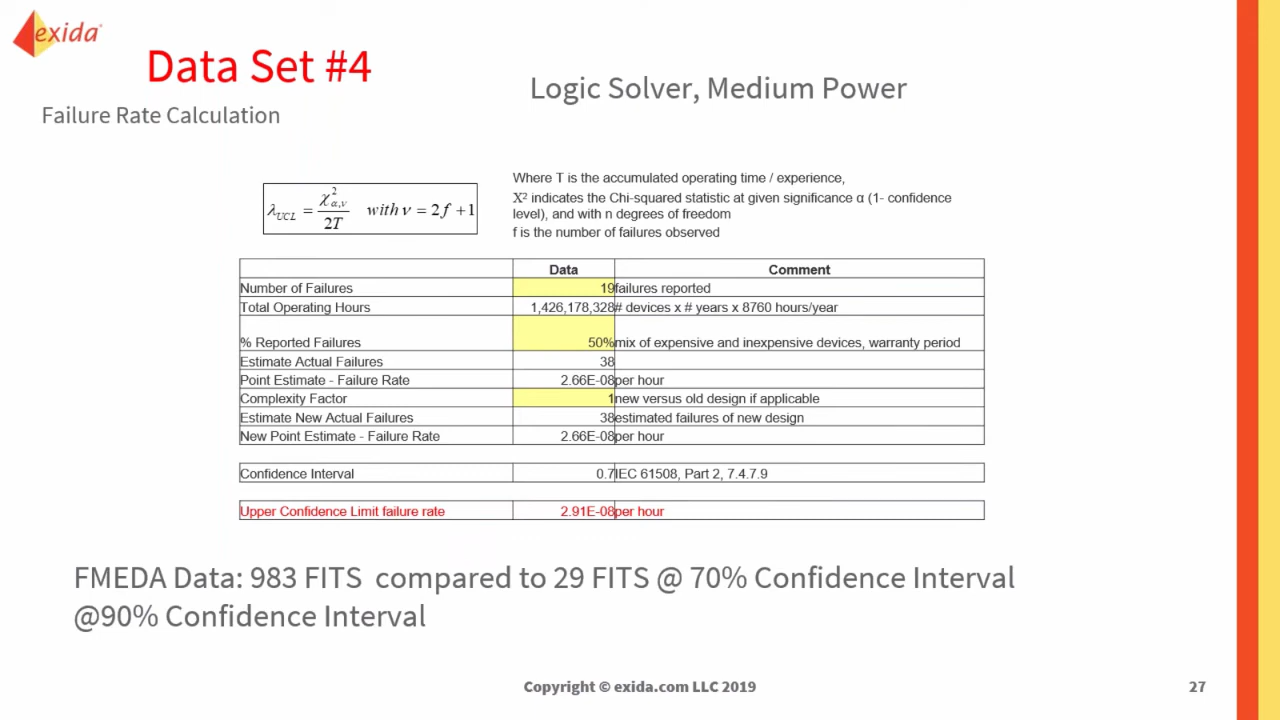 exida
Data Set #4
Logic Solver, Medium Power
Failure Rate Calculation
λ_UCL = χ²_α,ν / 2T with ν = 2f + 1
Where T is the accumulated operating time / experience,
X² indicates the Chi-squared statistic at given significance α (1- confidence
level), and with n degrees of freedom
f is the number of failures observed
Data Comment
Number of Failures 19 failures reported
Total Operating Hours 1,426,178,328 # devices x # years x 8760 hours/year
% Reported Failures 50% mix of expensive and inexpensive devices, warranty period
Estimate Actual Failures 38
Point Estimate - Failure Rate 2.66E-08 per hour
Complexity Factor 1 new versus old design if applicable
Estimate New Actual Failures 38 estimated failures of new design
New Point Estimate - Failure Rate 2.66E-08 per hour
Confidence Interval 0.7 IEC 61508, Part 2, 7.4.7.9
Upper Confidence Limit failure rate 2.91E-08 per hour
FMEDA Data: 983 FITS compared to 29 FITS @ 70% Confidence Interval
@90% Confidence Interval
Copyright © exida.com LLC 2019
27